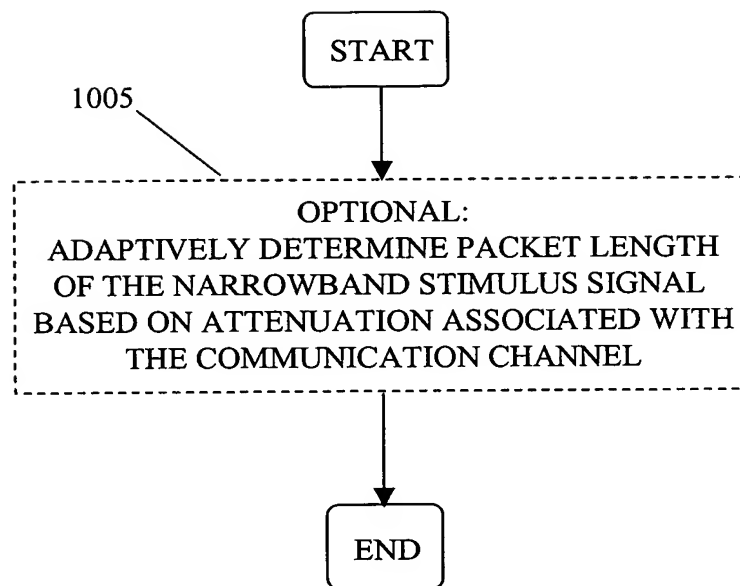 START
1005
OPTIONAL:
ADAPTIVELY DETERMINE PACKET LENGTH
OF THE NARROWBAND STIMULUS SIGNAL
BASED ON ATTENUATION ASSOCIATED WITH
THE COMMUNICATION CHANNEL
END